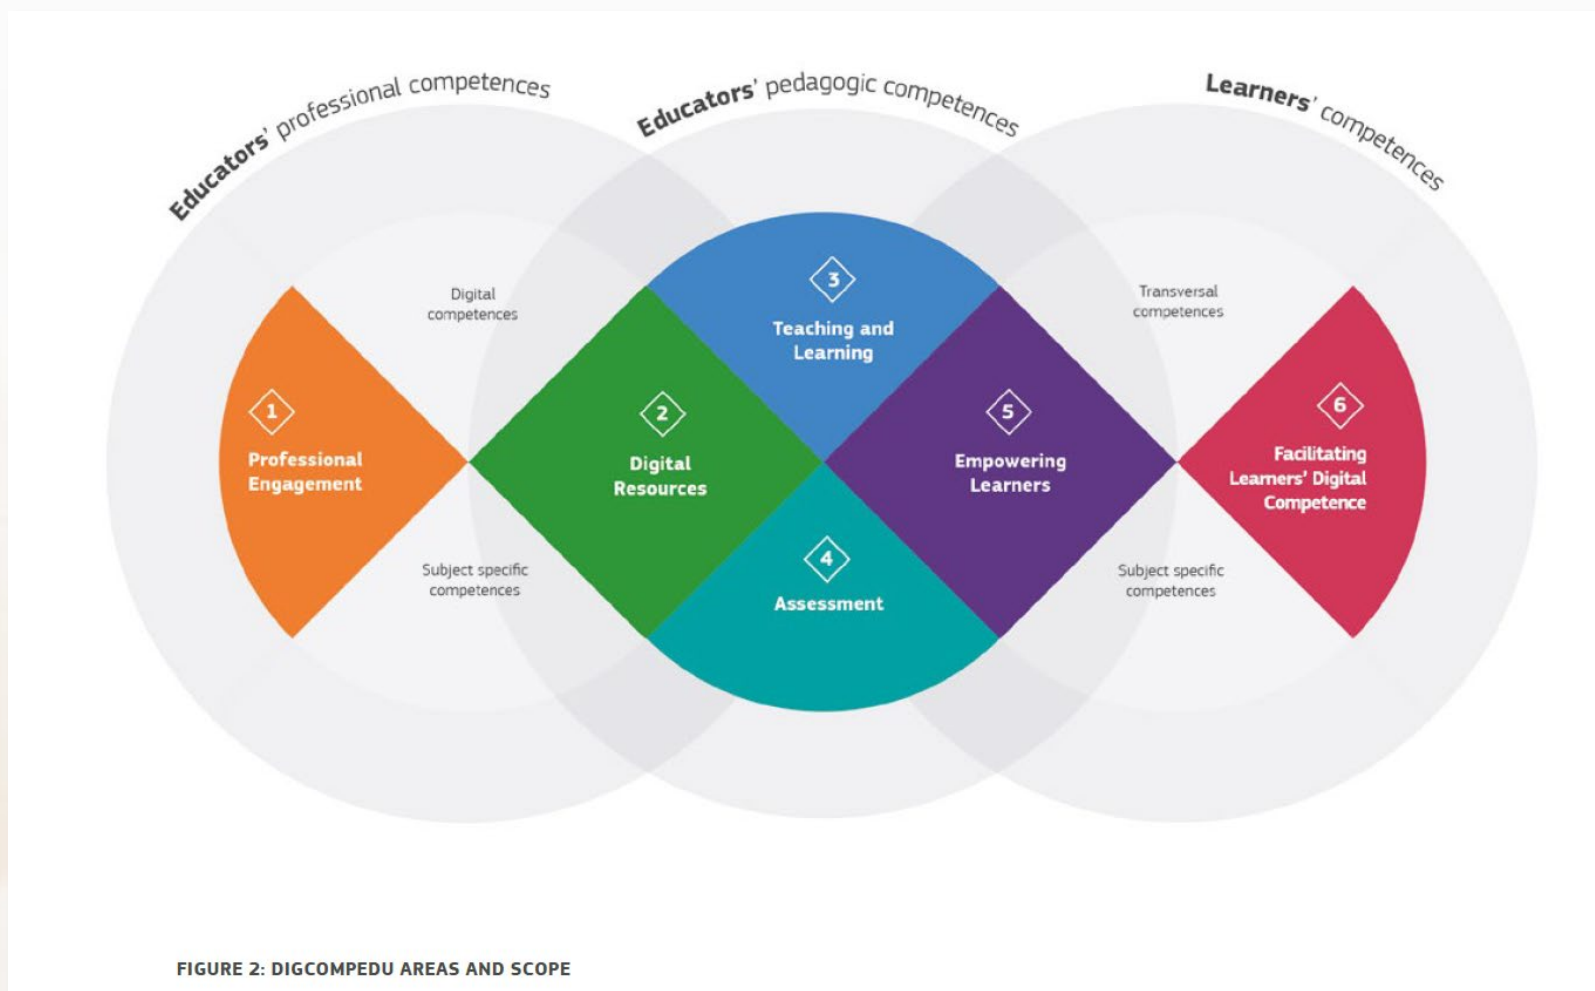 Educators' professional competences
Educators' pedagogic competences
Learners' competences
Digital
competences
Transversal
competences
3
Teaching and
Learning
1
Professional
Engagement
2
Digital
Resources
5
Empowering
Learners
6
Facilitating
Learners' Digital
Competence
4
Assessment
Subject specific
competences
Subject specific
competences
FIGURE 2: DIGCOMPEDU AREAS AND SCOPE